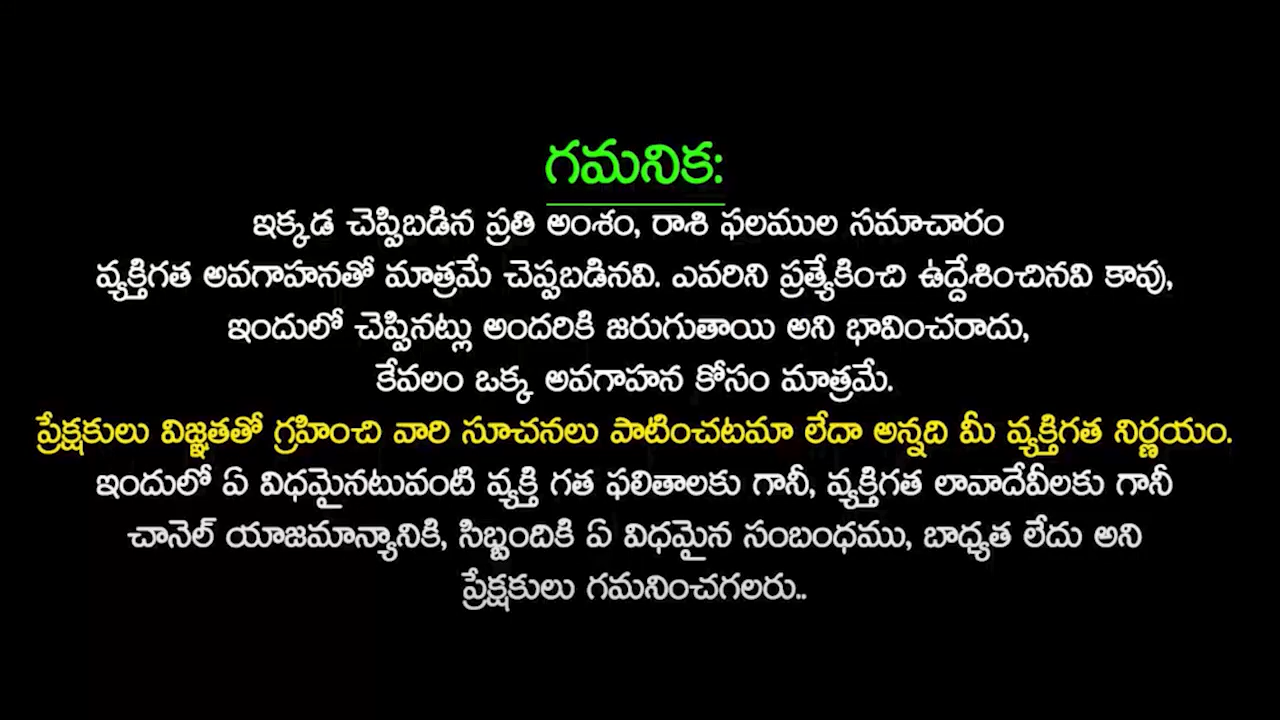 గమనిక:
ఇక్కడ చెప్పిబడిన ప్రతి అంశం, రాశి ఫలముల సమాచారం
వ్యక్తిగత అవగాహనతో మాత్రమే చెప్పబడినవి. ఎవరిని ప్రత్యేకించి ఉద్దేశించినవి కావు,
ఇందులో చెప్పినట్లు అందరికి జరుగుతాయి అని భావించరాదు,
కేవలం ఒక్క అవగాహన కోసం మాత్రమే.
ప్రేక్షకులు విజ్ఞతతో గ్రహించి వారి సూచనలు పాటించటమా లేదా అన్నది మీ వ్యక్తిగత నిర్ణయం.
ఇందులో ఏ విధమైనటువంటి వ్యక్తి గత ఫలితాలకు గానీ, వ్యక్తిగత లావాదేవీలకు గానీ
చానెల్ యాజమాన్యానికి, సిబ్బందికి ఏ విధమైన సంబంధము, బాధ్యత లేదు అని
ప్రేక్షకులు గమనించగలరు..